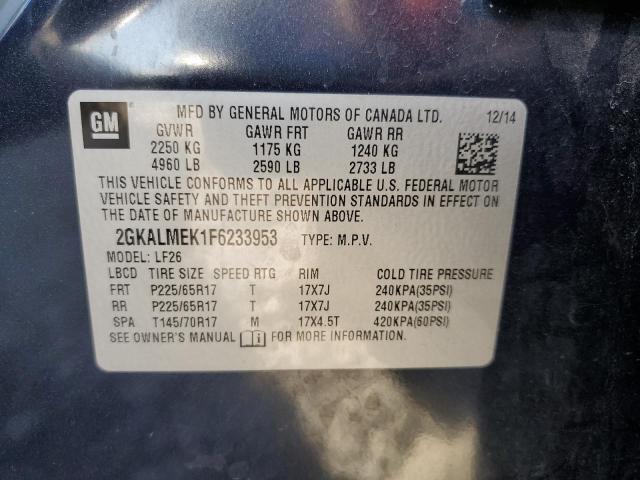 GM
MFD BY GENERAL MOTORS OF CANADA LTD. 12/14
GVWR GAWR FRT GAWR RR
2250 KG 1175 KG 1240 KG
4960 LB 2590 LB 2733 LB
THIS VEHICLE CONFORMS TO ALL APPLICABLE U.S. FEDERAL MOTOR
VEHICLE SAFETY AND THEFT PREVENTION STANDARDS IN EFFECT ON
THE DATE OF MANUFACTURE SHOWN ABOVE.
2GKALMEK1F6233953 TYPE: M.P.V.
MODEL: LF26
LBCD TIRE SIZE SPEED RTG RIM COLD TIRE PRESSURE
FRT P225/65R17 T 17X7J 240KPA(35PSI)
RR P225/65R17 T 17X7J 240KPA(35PSI)
SPA T145/70R17 M 17X4.5T 420KPA(60PSI)
SEE OWNER'S MANUAL FOR MORE INFORMATION.